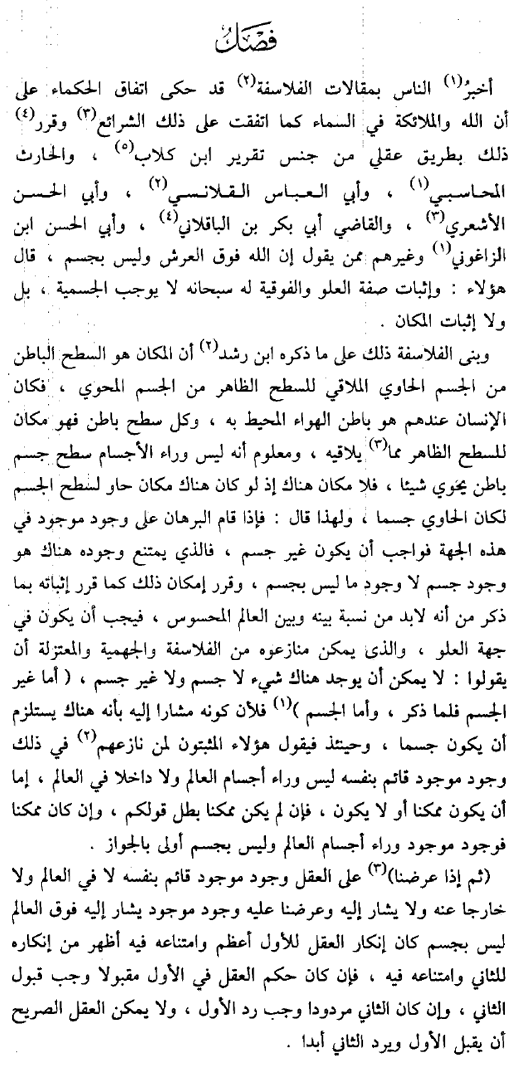 فصل
أخبرُ(١) الناس بمقالات الفلاسفة(٢) قد حكى اتفاق الحكماء على
أن الله والملائكة في السماء كما اتفقت على ذلك الشرائع(٣) وقرر(٤)
ذلك بطريق عقلي من جنس تقرير ابن كلاب(٥) ، والحارث
المحاسبي(١) ، وأبي العباس القلانسي(٢) ، وأبي الحسن
الأشعري(٣) ، والقاضي أبي بكر بن الباقلاني(٤) ، وأبي الحسن ابن
الزاغوني(١) وغيرهم ممن يقول إن الله فوق العرش وليس بجسم ، قال
هؤلاء : وإثبات صفة العلو والفوقية له سبحانه لا يوجب الجسمية ، بل
ولا إثبات المكان .
وبنى الفلاسفة ذلك على ما ذكره ابن رشد(٢) أن المكان هو السطح الباطن
من الجسم الحاوي الملاقي للسطح الظاهر من الجسم المحوي ، فكان
الإنسان عندهم هو باطن الهواء المحيط به ، وكل سطح باطن فهو مكان
للسطح الظاهر مما(٣) يلاقيه ، ومعلوم أنه ليس وراء الأجسام سطح جسم
باطن يحوي شيئا ، فلا مكان هناك إذ لو كان هناك مكان حاو لسطح الجسم
لكان الحاوي جسما ، ولهذا قال : فإذا قام البرهان على وجود موجود في
هذه الجهة فواجب أن يكون غير جسم ، فالذي يمتنع وجوده هناك هو
وجود جسم لا وجود ما ليس بجسم ، وقرر إمكان ذلك كما قرر إثباته بما
ذكر من أنه لابد من نسبة بينه وبين العالم المحسوس ، فيجب أن يكون في
جهة العلو ، والذى يمكن منازعوه من الفلاسفة والجهمية والمعتزلة أن
يقولوا : لا يمكن أن يوجد هناك شيء لا جسم ولا غير جسم ، ( أما غير
الجسم فلما ذكر ، وأما الجسم )(١) فلأن كونه مشارا إليه بأنه هناك يستلزم
أن يكون جسما ، وحينئذ فيقول هؤلاء المثبتون لمن نازعهم(٢) في ذلك
وجود موجود قائم بنفسه ليس وراء أجسام العالم ولا داخلا في العالم ، إما
أن يكون ممكنا أو لا يكون ، فإن لم يكن ممكنا بطل قولكم ، وإن كان ممكنا
فوجود موجود وراء أجسام العالم وليس بجسم أولى بالجواز .
(ثم إذا عرضنا)(٣) على العقل وجود موجود قائم بنفسه لا في العالم ولا
خارجا عنه ولا يشار إليه وعرضنا عليه وجود موجود يشار إليه فوق العالم
ليس بجسم كان إنكار العقل للأول أعظم وامتناعه فيه أظهر من إنكاره
للثاني وامتناعه فيه ، فإن كان حكم العقل في الأول مقبولا وجب قبول
الثاني ، وإن كان الثاني مردودا وجب رد الأول ، ولا يمكن العقل الصريح
أن يقبل الأول ويرد الثاني أبدا .